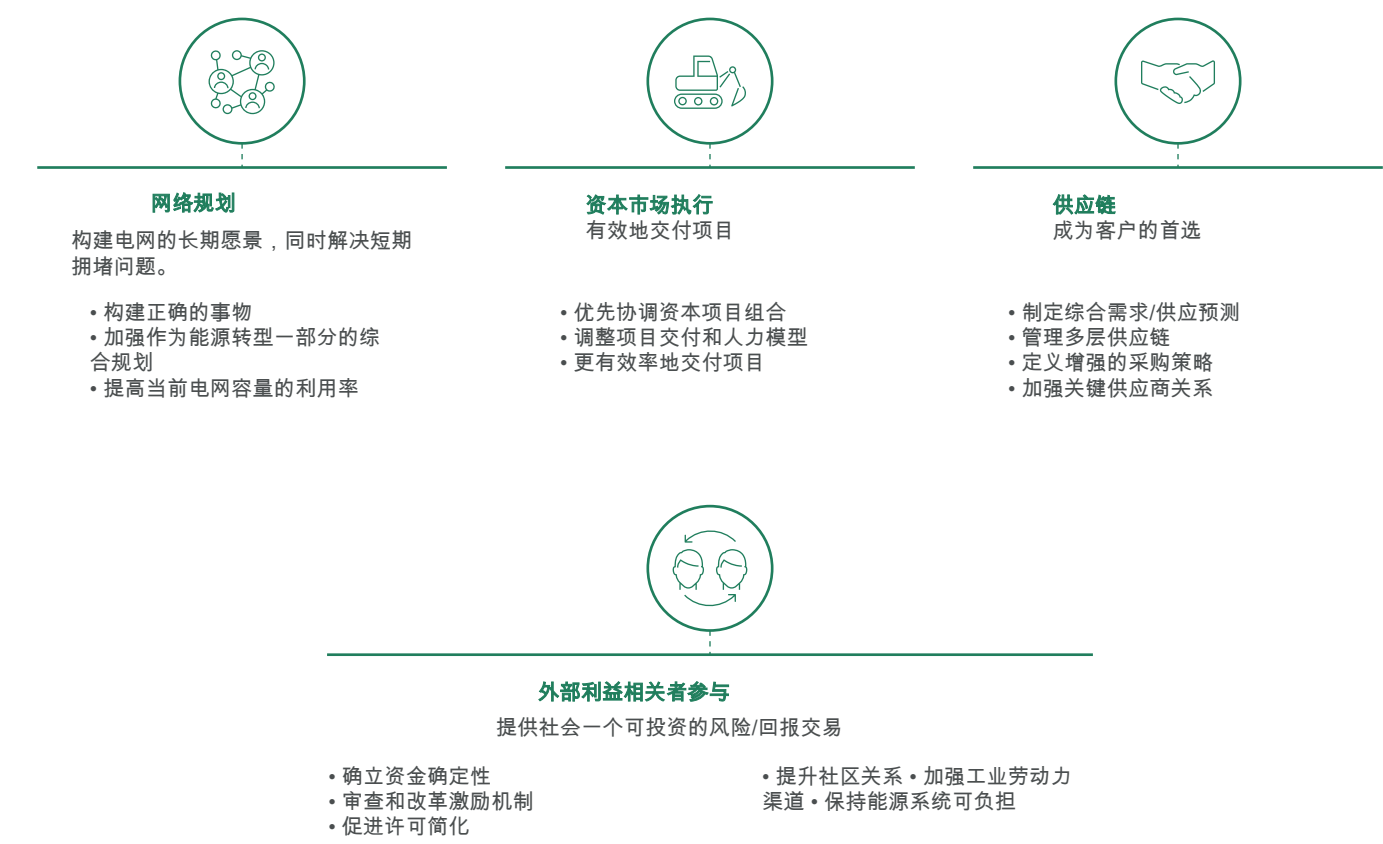 网络规划
构建电网的长期愿景，同时解决短期
拥堵问题。
• 构建正确的事物
• 加强作为能源转型一部分的综
合规划
• 提高当前电网容量的利用率
资本市场执行
有效地交付项目
• 优先协调资本项目组合
• 调整项目交付和人力模型
• 更有效率地交付项目
供应链
成为客户的首选
• 制定综合需求/供应预测
• 管理多层供应链
• 定义增强的采购策略
• 加强关键供应商关系
外部利益相关者参与
提供社会一个可投资的风险/回报交易
• 确立资金确定性
• 审查和改革激励机制
• 促进许可简化
• 提升社区关系 • 加强工业劳动力
渠道 • 保持能源系统可负担